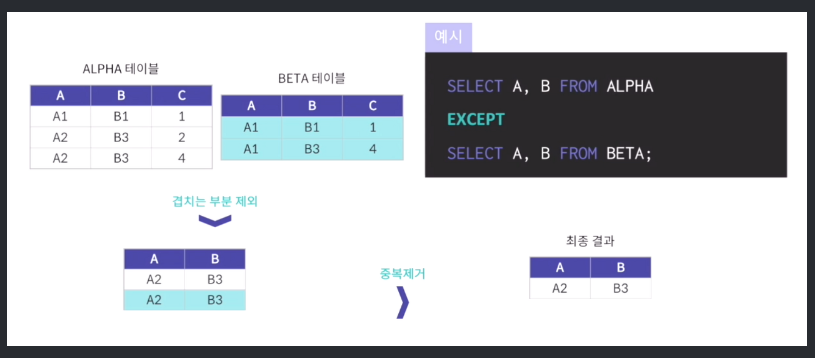 예시
ALPHA 테이블
A B C
A1 B1 1
A2 B3 2
A2 B3 4
BETA 테이블
A B C
A1 B1 1
A1 B3 4
SELECT A, B FROM ALPHA
EXCEPT
SELECT A, B FROM BETA;
겹치는 부분 제외
A B
A2 B3
A2 B3
중복제거
최종 결과
A B
A2 B3